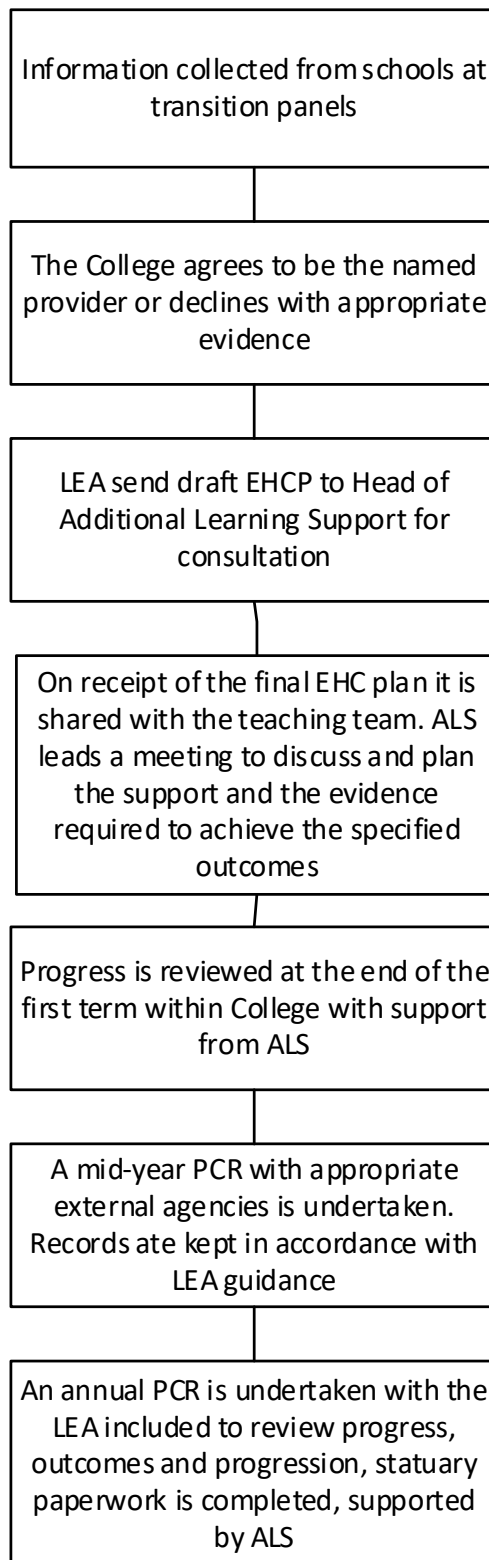 Information collected from schools at
transition panels
The College agrees to be the named
provider or declines with appropriate
evidence
LEA send draft EHCP to Head of
Additional Learning Support for
consultation
On receipt of the final EHC plan it is
shared with the teaching team. ALS
leads a meeting to discuss and plan
the support and the evidence
required to achieve the specified
outcomes
Progress is reviewed at the end of the
first term within College with support
from ALS
A mid-year PCR with appropriate
external agencies is undertaken.
Records ate kept in accordance with
LEA guidance
An annual PCR is undertaken with the
LEA included to review progress,
outcomes and progression, statuary
paperwork is completed, supported
by ALS